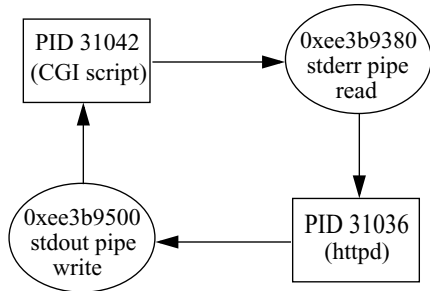 PID 31042
(CGI script)
0xee3b9380
stderr pipe
read
0xee3b9500
stdout pipe
write
PID 31036
(httpd)